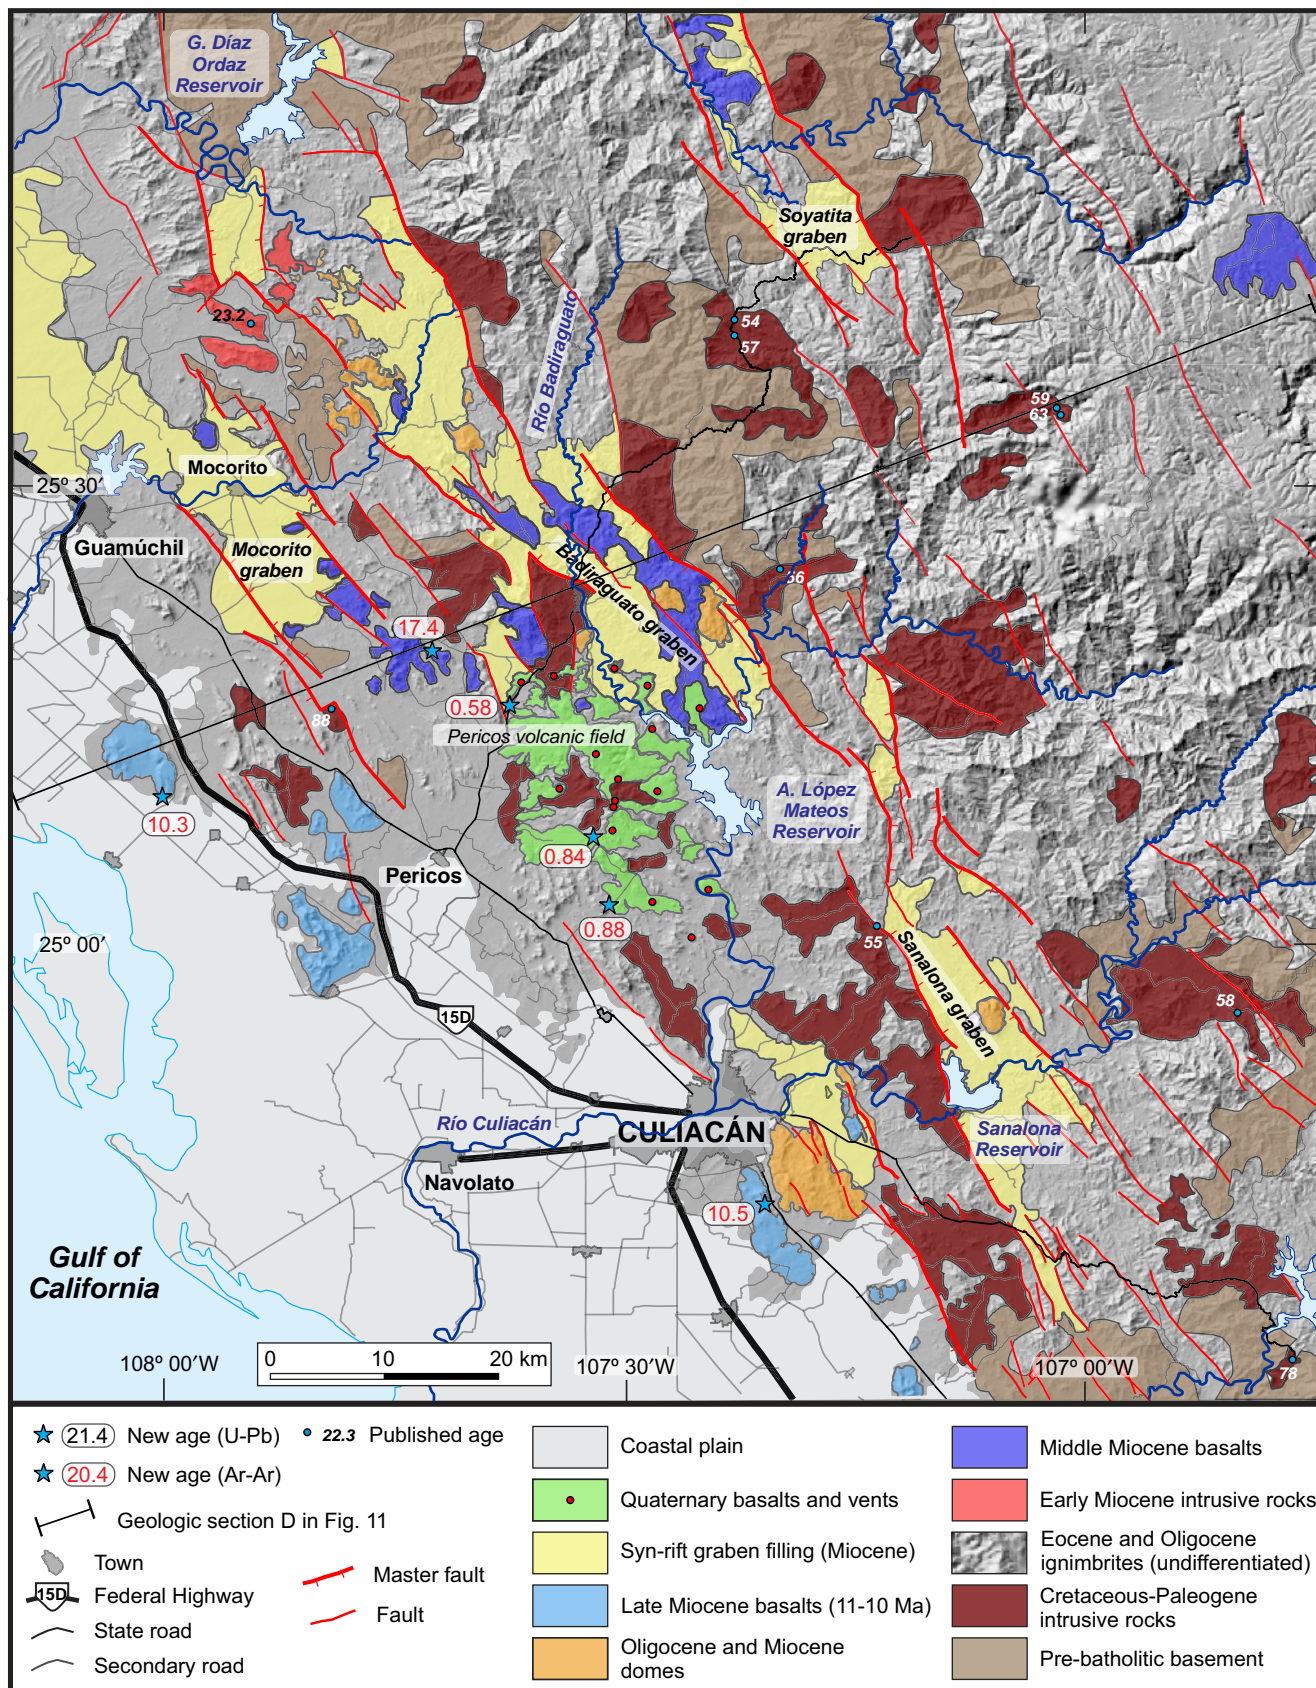 G. Díaz
Ordaz
Reservoir
Soyatita
graben
Río Badiraguato
23.2
54
57
59
63
Mocorito
25º 30′
Guamúchil
Mocorito
graben
Badiraguato graben
66
17.4
0.58
88
Pericos volcanic field
A. López
Mateos
Reservoir
10.3
0.84
Pericos
0.88
25º 00′
55
Sanalona graben
58
15D
Río Culiacán
CULIACÁN
Sanalona
Reservoir
Navolato
10.5
Gulf of
California
0 10 20 km
108º 00′W
107º 30′W
107º 00′W
78
21.4 New age (U-Pb)
22.3 Published age
20.4 New age (Ar-Ar)
Geologic section D in Fig. 11
Town
15D Federal Highway
State road
Secondary road
Master fault
Fault
Coastal plain
Quaternary basalts and vents
Syn-rift graben filling (Miocene)
Late Miocene basalts (11-10 Ma)
Oligocene and Miocene
domes
Middle Miocene basalts
Early Miocene intrusive rocks
Eocene and Oligocene
ignimbrites (undifferentiated)
Cretaceous-Paleogene
intrusive rocks
Pre-batholitic basement